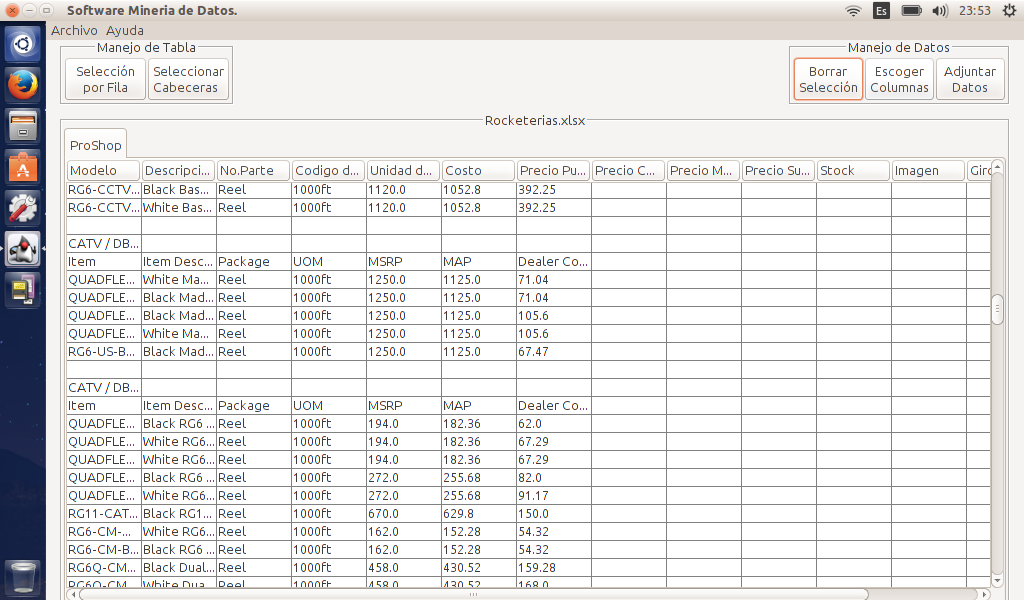 Software Mineria de Datos.
Es 23:53
Archivo Ayuda
Manejo de Tabla
Manejo de Datos
Selección por Fila
Seleccionar Cabeceras
Borrar Selección
Escoger Columnas
Adjuntar Datos
Rocketerias.xlsx
ProShop
Modelo Descripci... No.Parte Codigo d... Unidad d... Costo Precio Pu... Precio C... Precio M... Precio Su... Stock Imagen Giro
RG6-CCTV... Black Bas... Reel 1000ft 1120.0 1052.8 392.25
RG6-CCTV... White Bas... Reel 1000ft 1120.0 1052.8 392.25
CATV / DB...
Item Item Desc... Package UOM MSRP MAP Dealer Co...
QUADFLE... White Ma... Reel 1000ft 1250.0 1125.0 71.04
QUADFLE... Black Mad... Reel 1000ft 1250.0 1125.0 71.04
QUADFLE... Black Mad... Reel 1000ft 1250.0 1125.0 105.6
QUADFLE... White Ma... Reel 1000ft 1250.0 1125.0 105.6
RG6-US-B... Black Mad... Reel 1000ft 1250.0 1125.0 67.47
CATV / DB...
Item Item Desc... Package UOM MSRP MAP Dealer Co...
QUADFLE... Black RG6 ... Reel 1000ft 194.0 182.36 62.0
QUADFLE... White RG6... Reel 1000ft 194.0 182.36 67.29
QUADFLE... White RG6... Reel 1000ft 194.0 182.36 67.29
QUADFLE... Black RG6 ... Reel 1000ft 272.0 255.68 82.0
QUADFLE... White RG6... Reel 1000ft 272.0 255.68 91.17
RG11-CAT... Black RG1... Reel 1000ft 670.0 629.8 150.0
RG6-CM-... White RG6... Reel 1000ft 162.0 152.28 54.32
RG6-CM-B... Black RG6 ... Reel 1000ft 162.0 152.28 54.32
RG6Q-CM... Black Dual... Reel 1000ft 458.0 430.52 159.28
RG6Q-CM... White Dua... Reel 1000ft 458.0 430.52 168.0